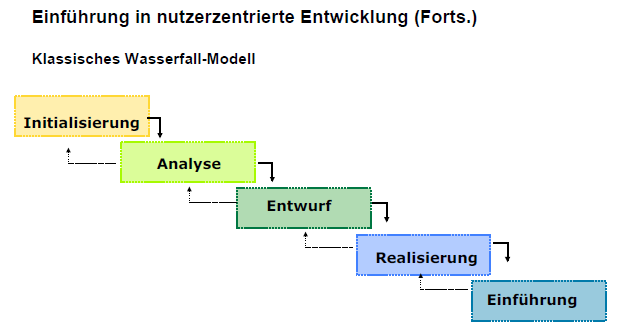 Einführung in nutzerzentrierte Entwicklung (Forts.)
Klassisches Wasserfall-Modell
Initialisierung
Analyse
Entwurf
Realisierung
Einführung